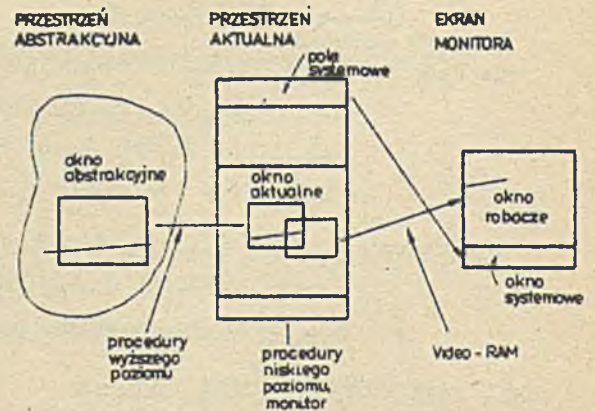 PRZESTRZEŃ
ABSTRAKCYJNA
PRZESTRZEŃ
AKTUALNA
EKRAN
MONITORA
pole
systemowe
okno
abstrakcyjne
okno
aktualne
okno
robocze
okno
systemowe
procedury
wyższego
poziomu
procedury
niskiego
poziomu,
monitor
Video-RAM